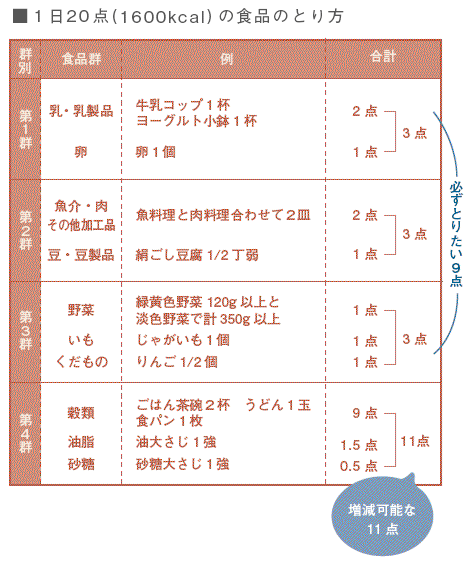 ■1日20点(1600kcal)の食品のとり方
群別 食品群 例 合計
第1群
乳・乳製品 牛乳コップ1杯 2点
ヨーグルト小鉢1杯
3点
卵 卵1個 1点
第2群
魚介・肉 魚料理と肉料理合わせて2皿 2点
その他加工品
3点
豆・豆製品 絹ごし豆腐1/2丁弱 1点
第3群
野菜 緑黄色野菜120g以上と 1点
淡色野菜で計350g以上
いも じゃがいも1個 1点 3点
くだもの りんご1/2個 1点
必ずとりたい9点
第4群
穀類 ごはん茶碗2杯 うどん1玉 9点
食パン1枚
油脂 油大さじ1強 1.5点 11点
砂糖 砂糖大さじ1強 0.5点
増減可能な
11点